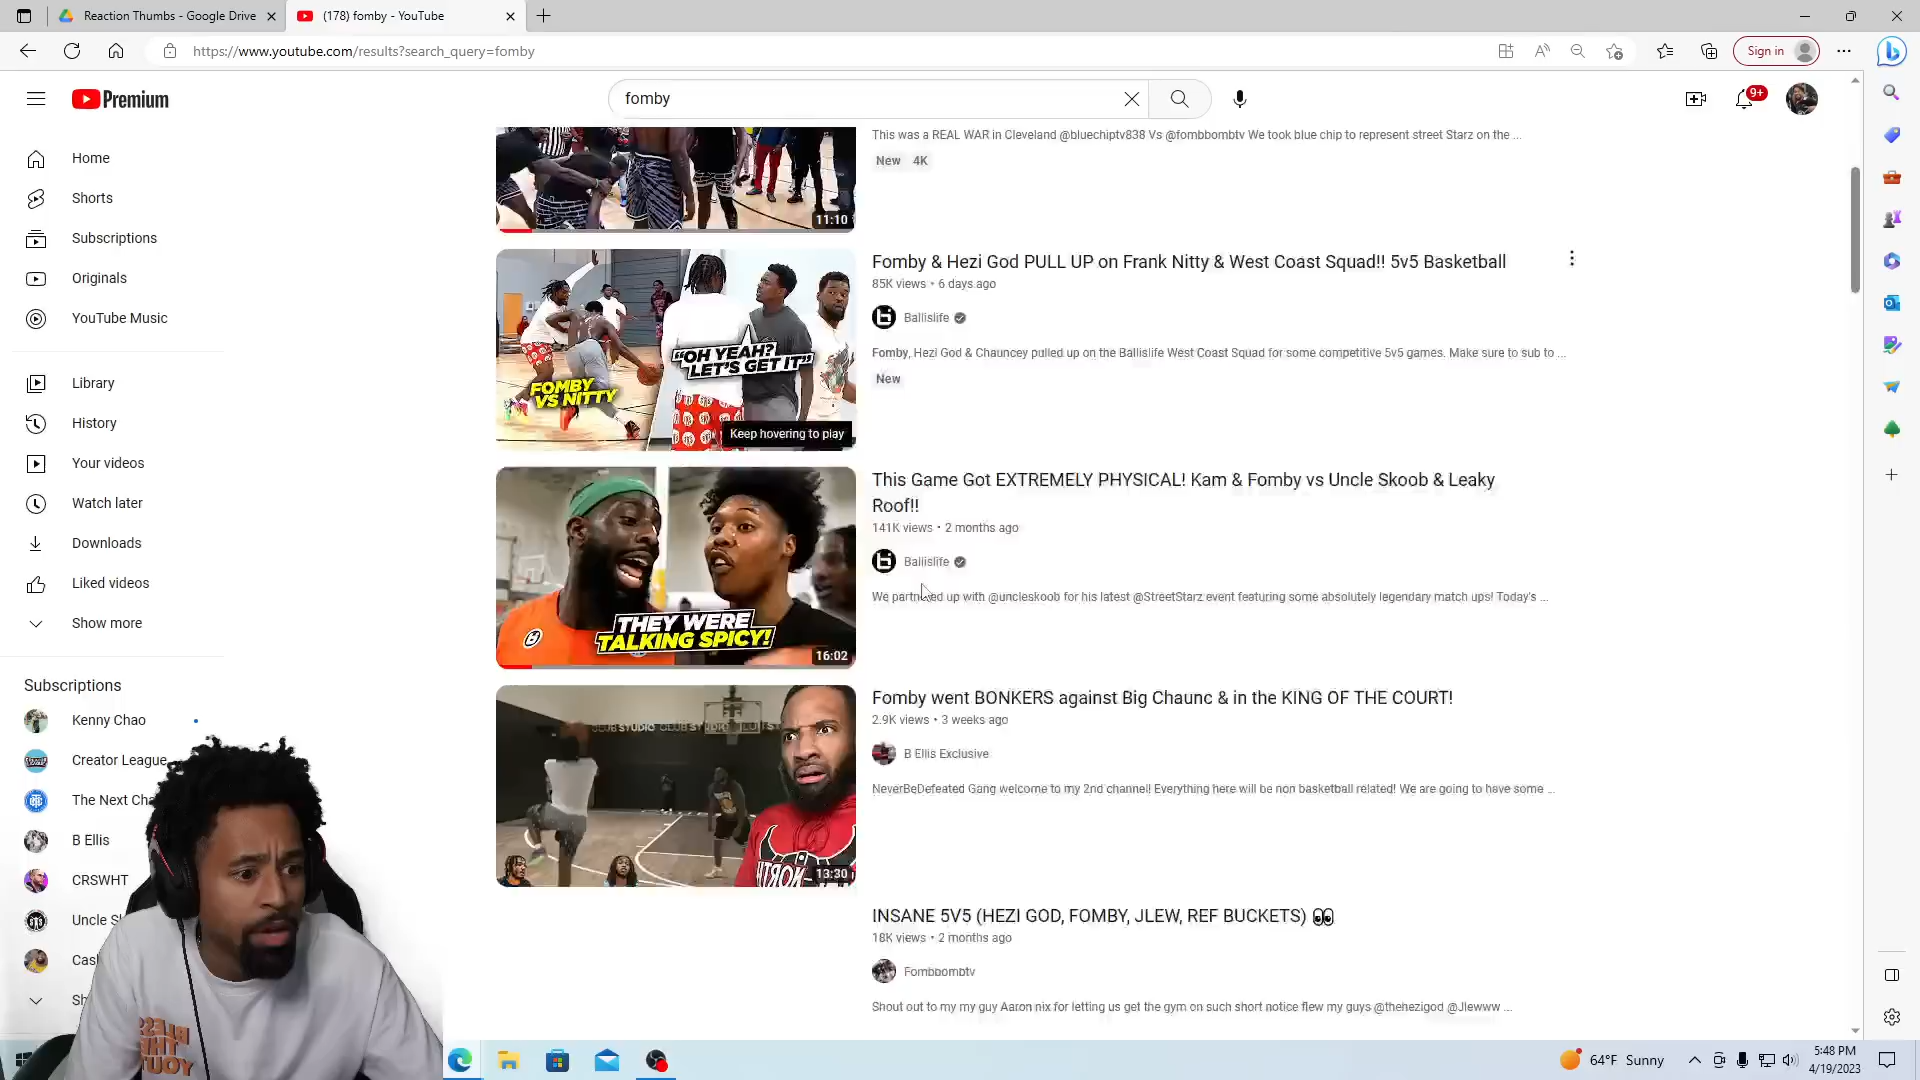 Reaction Thumbs - Google Drive
(178) fomby - YouTube
https://www.youtube.com/results?search_query=fomby
Sign in
Premium
fomby
9+
Home
Shorts
Subscriptions
Originals
YouTube Music
Library
History
Your videos
Watch later
Downloads
Liked videos
Show more
Subscriptions
Kenny Chao
Creator League
The Next Cha
B Ellis
CRSWHT
Uncle S
Cas
Sh
This was a REAL WAR in Cleveland @bluechiptv838 Vs @fombbombtv We took blue chip to represent street Starz on the ...
New 4K
11:10
Fomby & Hezi God PULL UP on Frank Nitty & West Coast Squad!! 5v5 Basketball
85K views • 6 days ago
Ballislife
Fomby, Hezi God & Chauncey pulled up on the Ballislife West Coast Squad for some competitive 5v5 games. Make sure to sub to ...
New
FOMBY
VS NITTY
"OH YEAH?
LET'S GET IT"
Keep hovering to play
This Game Got EXTREMELY PHYSICAL! Kam & Fomby vs Uncle Skoob & Leaky
Roof!!
141K views • 2 months ago
Ballislife
We partnered up with @uncleskoob for his latest @StreetStarz event featuring some absolutely legendary match ups! Today's ...
THEY WERE
TALKING SPICY!
16:02
Fomby went BONKERS against Big Chaunc & in the KING OF THE COURT!
2.9K views • 3 weeks ago
B Ellis Exclusive
NeverBeDefeated Gang welcome to my 2nd channel! Everything here will be non basketball related! We are going to have some ...
CLUB STUDIO CLUB STUDIO
13:30
INSANE 5V5 (HEZI GOD, FOMBY, JLEW, REF BUCKETS) 👀
18K views • 2 months ago
Fombbombtv
Shout out to my my guy Aaron nix for letting us get the gym on such short notice flew my guys @thehezigod @Jlewww ...
64°F Sunny
5:48 PM
4/19/2023